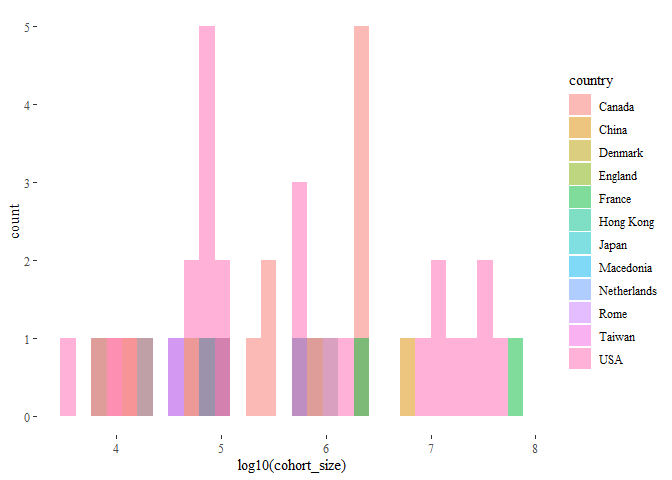 5
4
3
2
1
0
count
4 5 6 7 8
log10(cohort_size)
country
Canada
China
Denmark
England
France
Hong Kong
Japan
Macedonia
Netherlands
Rome
Taiwan
USA